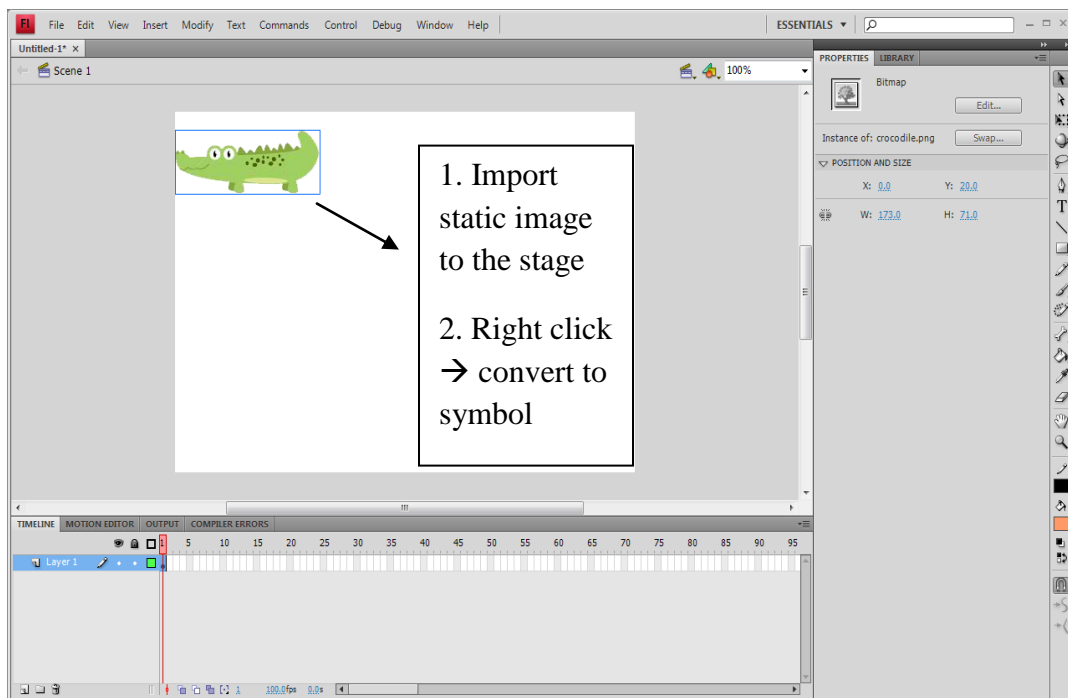 FL File Edit View Insert Modify Text Commands Control Debug Window Help ESSENTIALS
Untitled-1* ×
Scene 1 100%
PROPERTIES LIBRARY
Bitmap
Edit...
Instance of: crocodile.png Swap...
POSITION AND SIZE
X: 0.0 Y: 20.0
W: 173.0 H: 71.0
1. Import
static image
to the stage
2. Right click
→ convert to
symbol
TIMELINE MOTION EDITOR OUTPUT COMPILER ERRORS
1 5 10 15 20 25 30 35 40 45 50 55 60 65 70 75 80 85 90 95
Layer 1
1 100.0fps 0.0s